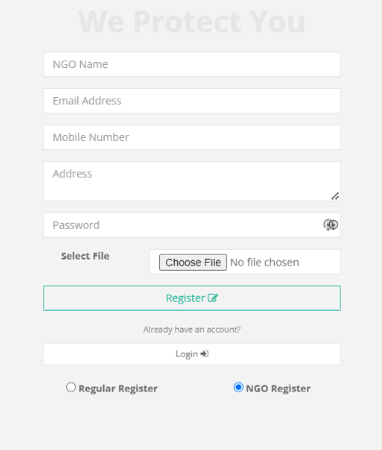 We Protect You
NGO Name
Email Address
Mobile Number
Address
Password
Select File Choose File No file chosen
Register
Already have an account?
Login
Regular Register NGO Register